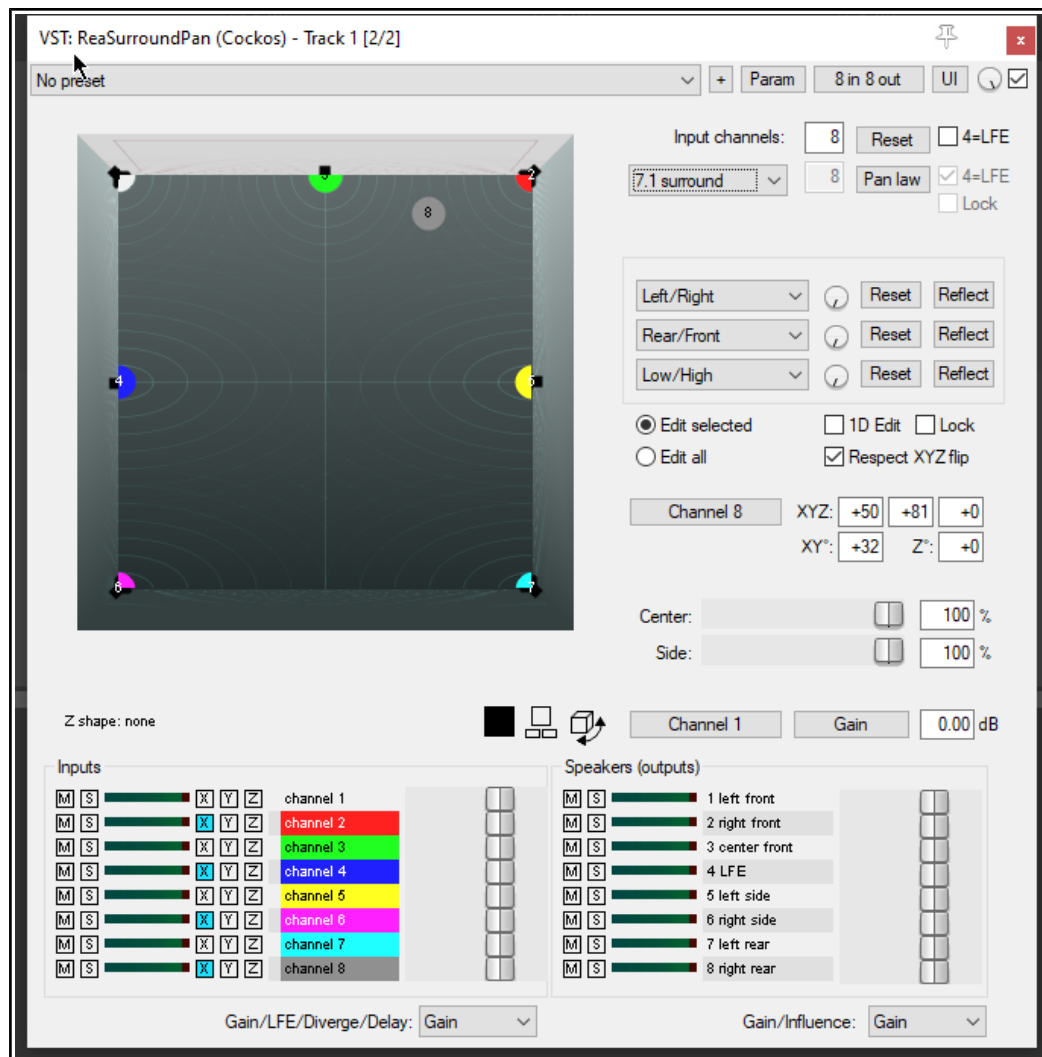 VST: ReaSurroundPan (Cockos) - Track 1 [2/2]
x
No preset
+
Param
8 in 8 out
UI
Input channels: 8 Reset 4=LFE
7.1 surround 8 Pan law 4=LFE
Lock
2
8
4
6
7
Left/Right Reset Reflect
Rear/Front Reset Reflect
Low/High Reset Reflect
Edit selected 1D Edit Lock
Edit all Respect XYZ flip
Channel 8 XYZ: +50 +81 +0
XY°: +32 Z°: +0
Center: 100 %
Side: 100 %
Z shape: none
Channel 1 Gain 0.00 dB
Inputs
M S X Y Z channel 1
M S X Y Z channel 2
M S X Y Z channel 3
M S X Y Z channel 4
M S X Y Z channel 5
M S X Y Z channel 6
M S X Y Z channel 7
M S X Y Z channel 8
Gain/LFE/Diverge/Delay: Gain
Speakers (outputs)
M S 1 left front
M S 2 right front
M S 3 center front
M S 4 LFE
M S 5 left side
M S 6 right side
M S 7 left rear
M S 8 right rear
Gain/Influence: Gain